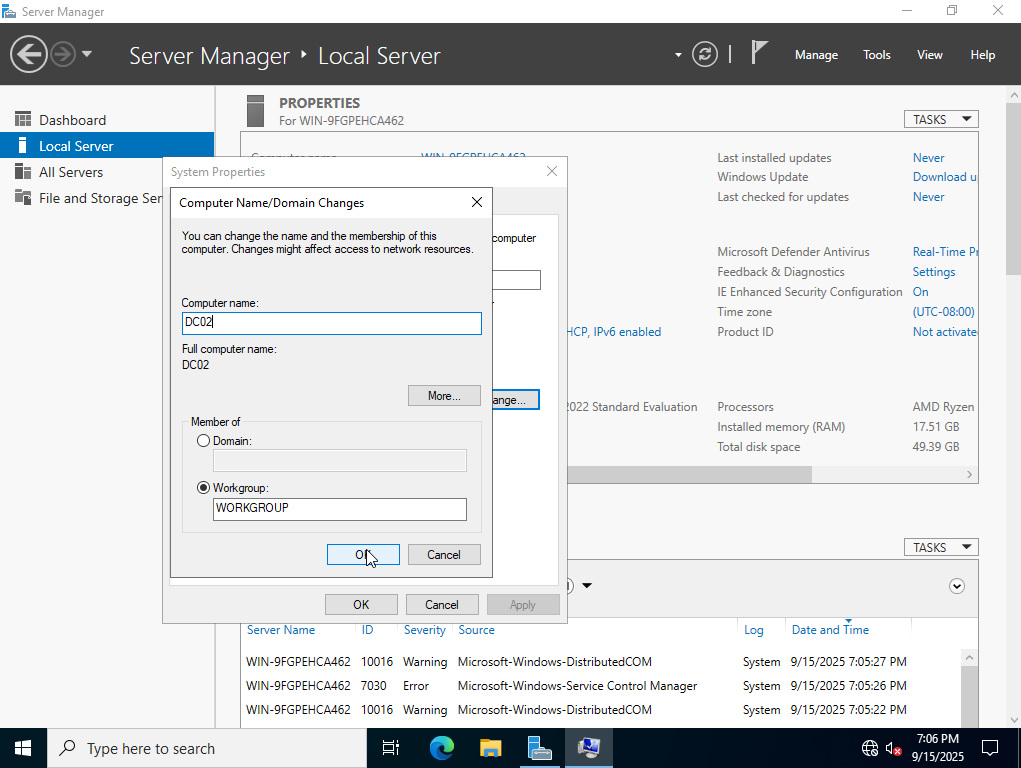 Server Manager
Server Manager • Local Server
Manage Tools View Help
Dashboard
Local Server
All Servers
File and Storage Ser
PROPERTIES
For WIN-9FGPEHCA462
TASKS
Computer name WIN-9FGPEHCA462
Last installed updates Never
Windows Update Download u
Last checked for updates Never
Microsoft Defender Antivirus Real-Time Pr
Feedback & Diagnostics Settings
IE Enhanced Security Configuration On
Time zone (UTC-08:00)
HCP, IPv6 enabled Product ID Not activate
2022 Standard Evaluation Processors AMD Ryzen
Installed memory (RAM) 17.51 GB
Total disk space 49.39 GB
System Properties
computer
ange...
OK Cancel Apply
Computer Name/Domain Changes
You can change the name and the membership of this
computer. Changes might affect access to network resources.
Computer name:
DC02
Full computer name:
DC02
More...
Member of
Domain:
Workgroup:
WORKGROUP
OK Cancel
TASKS
Server Name ID Severity Source Log Date and Time
WIN-9FGPEHCA462 10016 Warning Microsoft-Windows-DistributedCOM System 9/15/2025 7:05:27 PM
WIN-9FGPEHCA462 7030 Error Microsoft-Windows-Service Control Manager System 9/15/2025 7:05:26 PM
WIN-9FGPEHCA462 10016 Warning Microsoft-Windows-DistributedCOM System 9/15/2025 7:05:22 PM
Type here to search
7:06 PM
9/15/2025